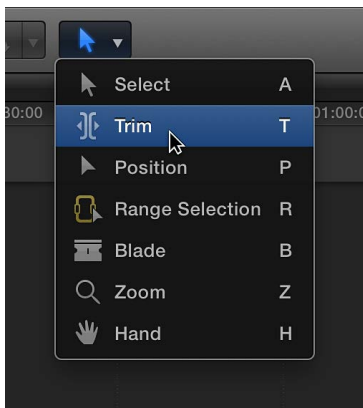 Select A
30:00 Trim T 01:00:0
Position P
Range Selection R
Blade B
Zoom Z
Hand H